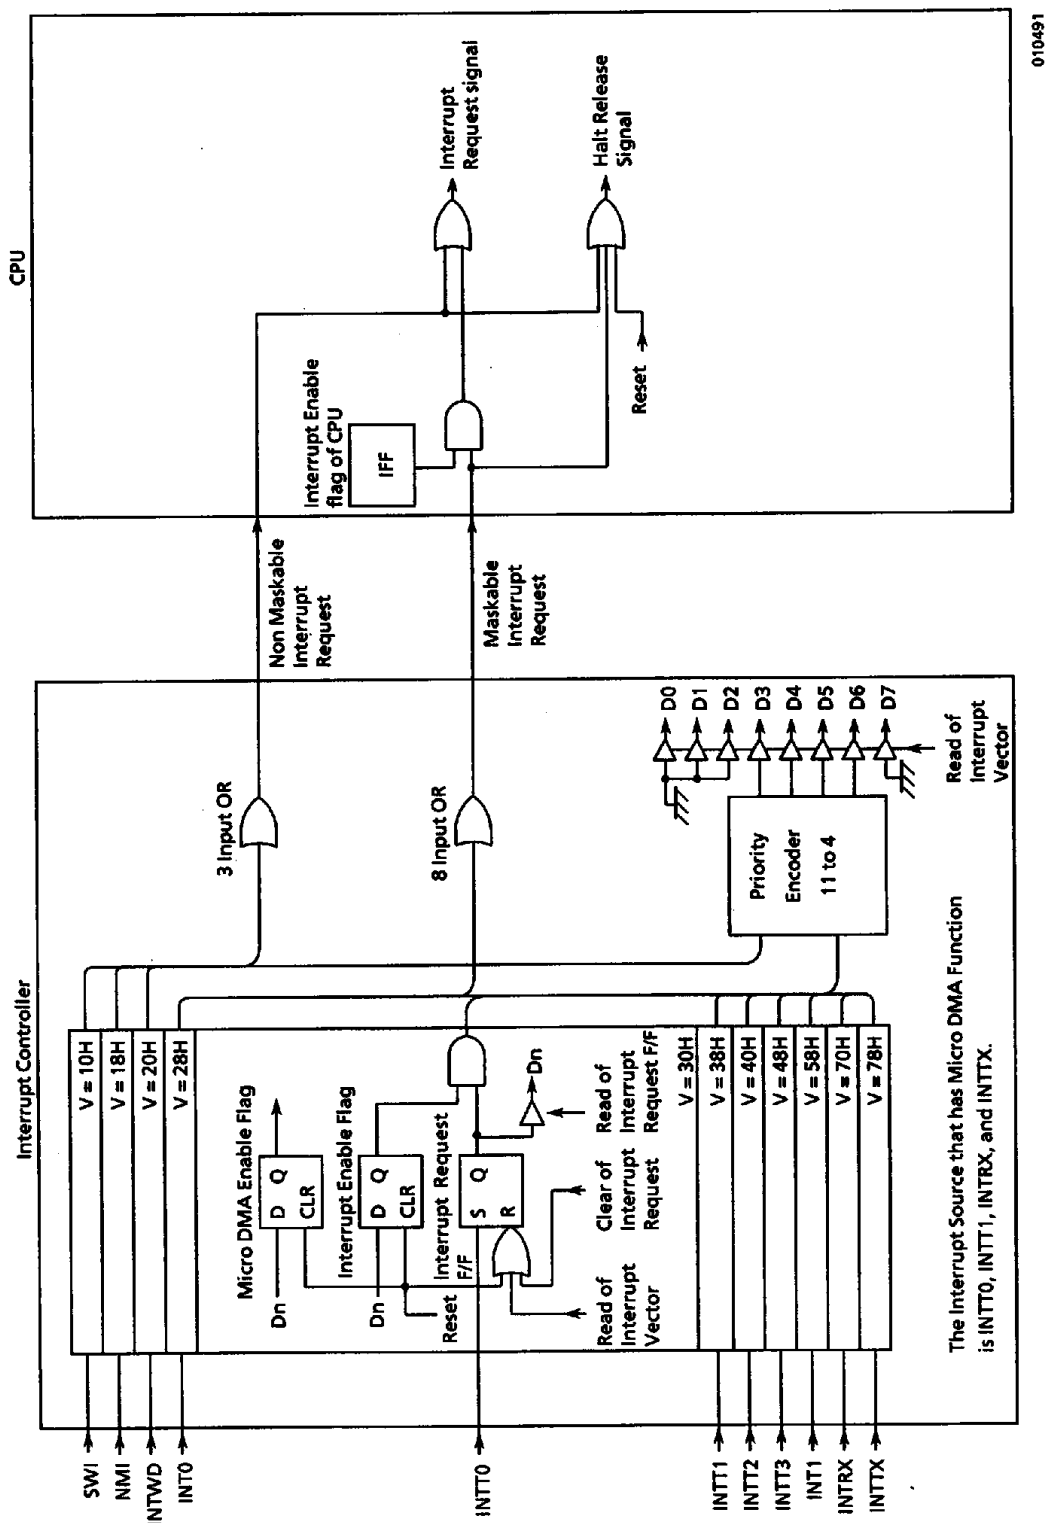 Interrupt Controller
CPU
SWI
NMI
INTWD
INT0
V = 10H
V = 18H
V = 20H
V = 28H
3 Input OR
Non Maskable
Interrupt
Request
Micro DMA Enable Flag
Dn
D Q
CLR
Interrupt Enable Flag
Dn
D Q
CLR
Reset
Interrupt Request
F/F
INTT0
S Q
R
Dn
Read of
Interrupt
Vector
Clear of
Interrupt
Request
Read of
Interrupt
Request F/F
8 Input OR
Maskable
Interrupt
Request
Interrupt Enable
flag of CPU
IFF
Interrupt
Request signal
Halt Release
Signal
Reset
INTT1
INTT2
INTT3
INT1
INTRX
INTTX
V = 30H
V = 38H
V = 40H
V = 48H
V = 58H
V = 70H
V = 78H
Priority
Encoder
11 to 4
D0
D1
D2
D3
D4
D5
D6
D7
Read of
Interrupt
Vector
The Interrupt Source that has Micro DMA Function
is INTT0, INTT1, INTRX, and INTTX.
010491